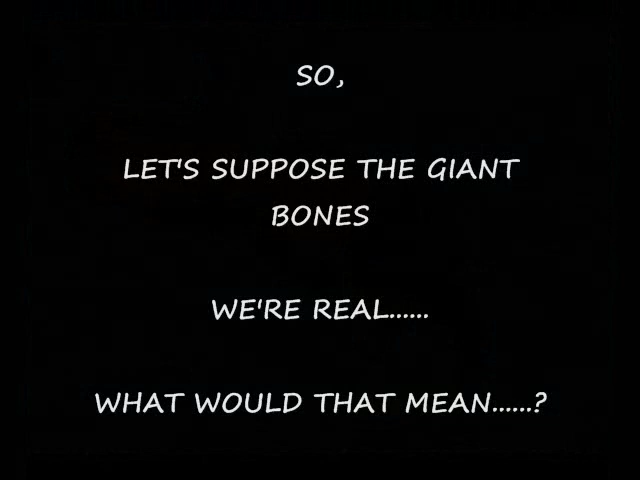 SO,
LET'S SUPPOSE THE GIANT
BONES
WE'RE REAL......
WHAT WOULD THAT MEAN......?